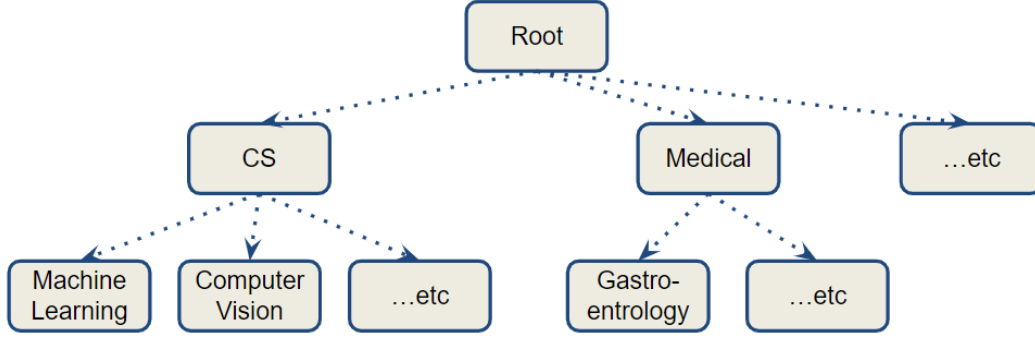 Root
CS
Medical
…etc
Machine
Learning
Computer
Vision
…etc
Gastro-
entrology
…etc